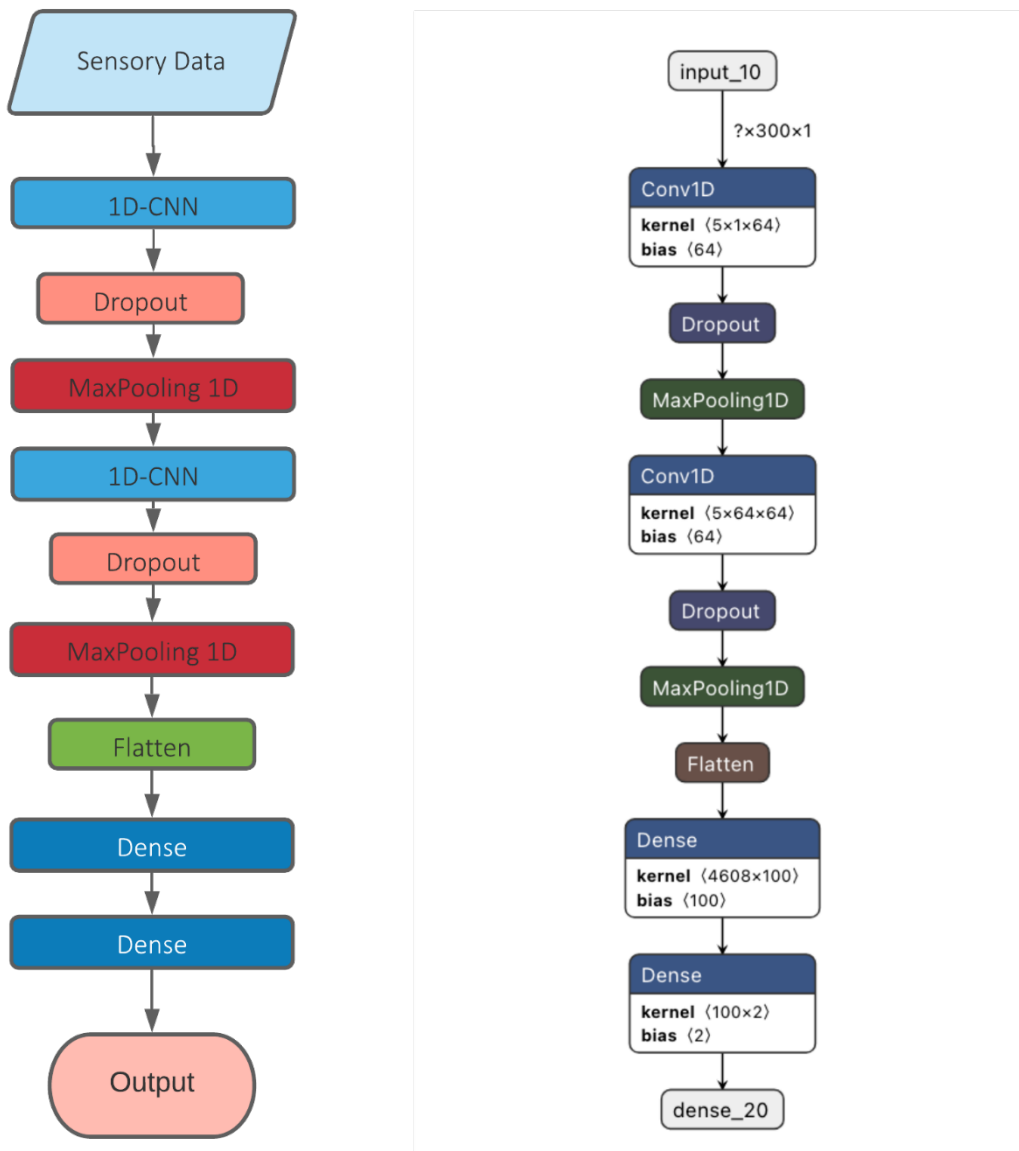 Sensory Data
1D-CNN
Dropout
MaxPooling 1D
1D-CNN
Dropout
MaxPooling 1D
Flatten
Dense
Dense
Output
input_10
?×300×1
Conv1D
kernel ⟨5×1×64⟩
bias ⟨64⟩
Dropout
MaxPooling1D
Conv1D
kernel ⟨5×64×64⟩
bias ⟨64⟩
Dropout
MaxPooling1D
Flatten
Dense
kernel ⟨4608×100⟩
bias ⟨100⟩
Dense
kernel ⟨100×2⟩
bias ⟨2⟩
dense_20